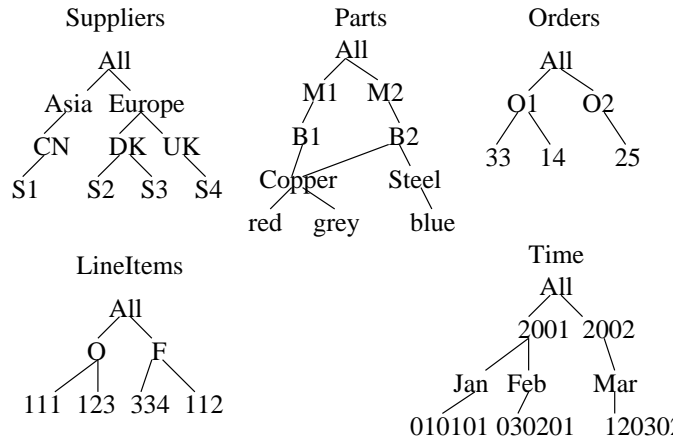 Suppliers
All
Asia Europe
CN DK UK
S1 S2 S3 S4
Parts
All
M1 M2
B1 B2
Copper Steel
red grey blue
Orders
All
O1 O2
33 14 25
LineItems
All
O F
111 123 334 112
Time
All
2001 2002
Jan Feb Mar
010101 030201 120302